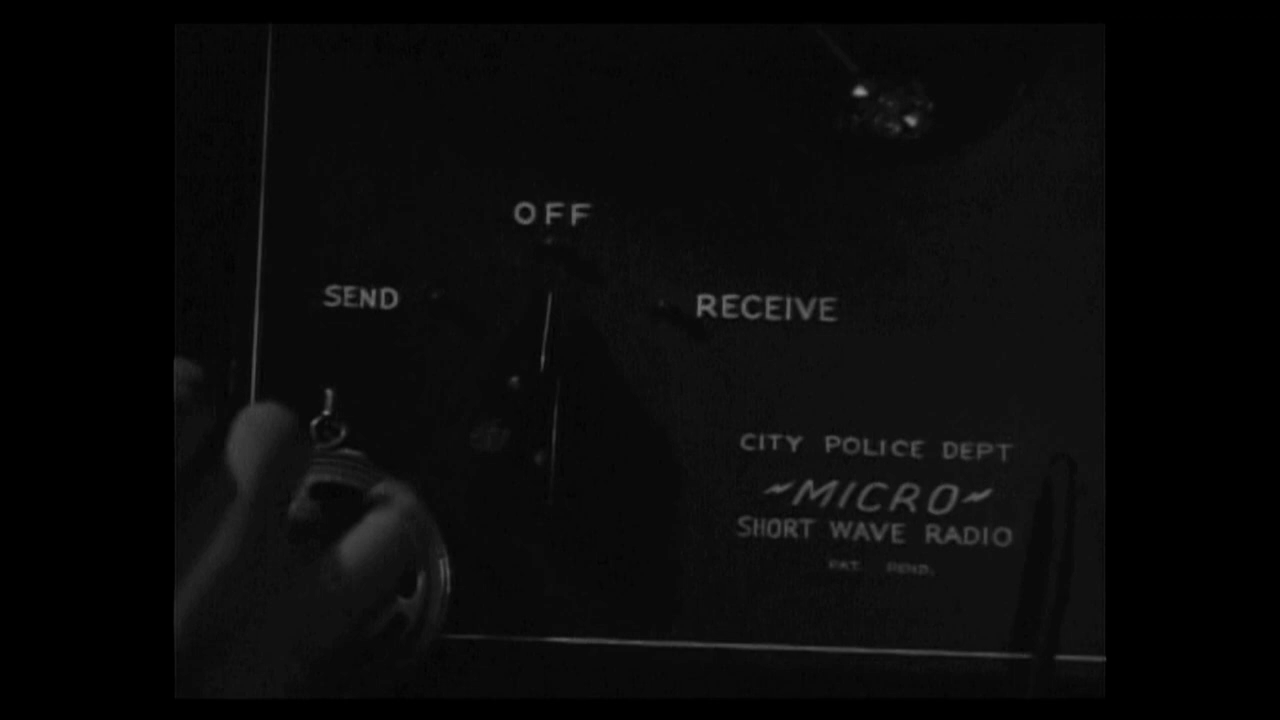 OFF
SEND
RECEIVE
CITY POLICE DEPT
~MICRO~
SHORT WAVE RADIO
PAT. PEND.